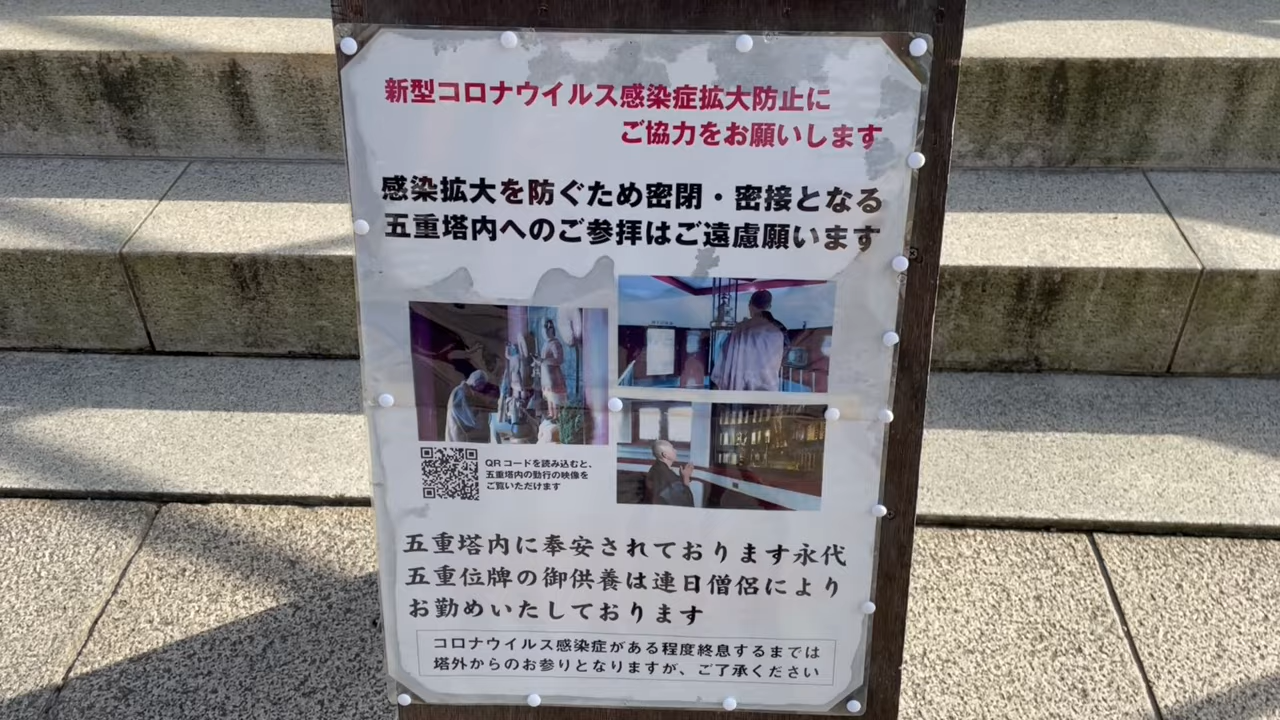 新型コロナウイルス感染症拡大防止に
ご協力をお願いします
感染拡大を防ぐため密閉・密接となる
五重塔内へのご参拝はご遠慮願います
QRコードを読み込むと、
五重塔内の勤行の映像を
ご覧いただけます
五重塔内に奉安されております永代
五重位牌の御供養は連日僧侶により
お勤めいたしております
コロナウイルス感染症がある程度終息するまでは
塔外からのお参りとなりますが、ご了承ください